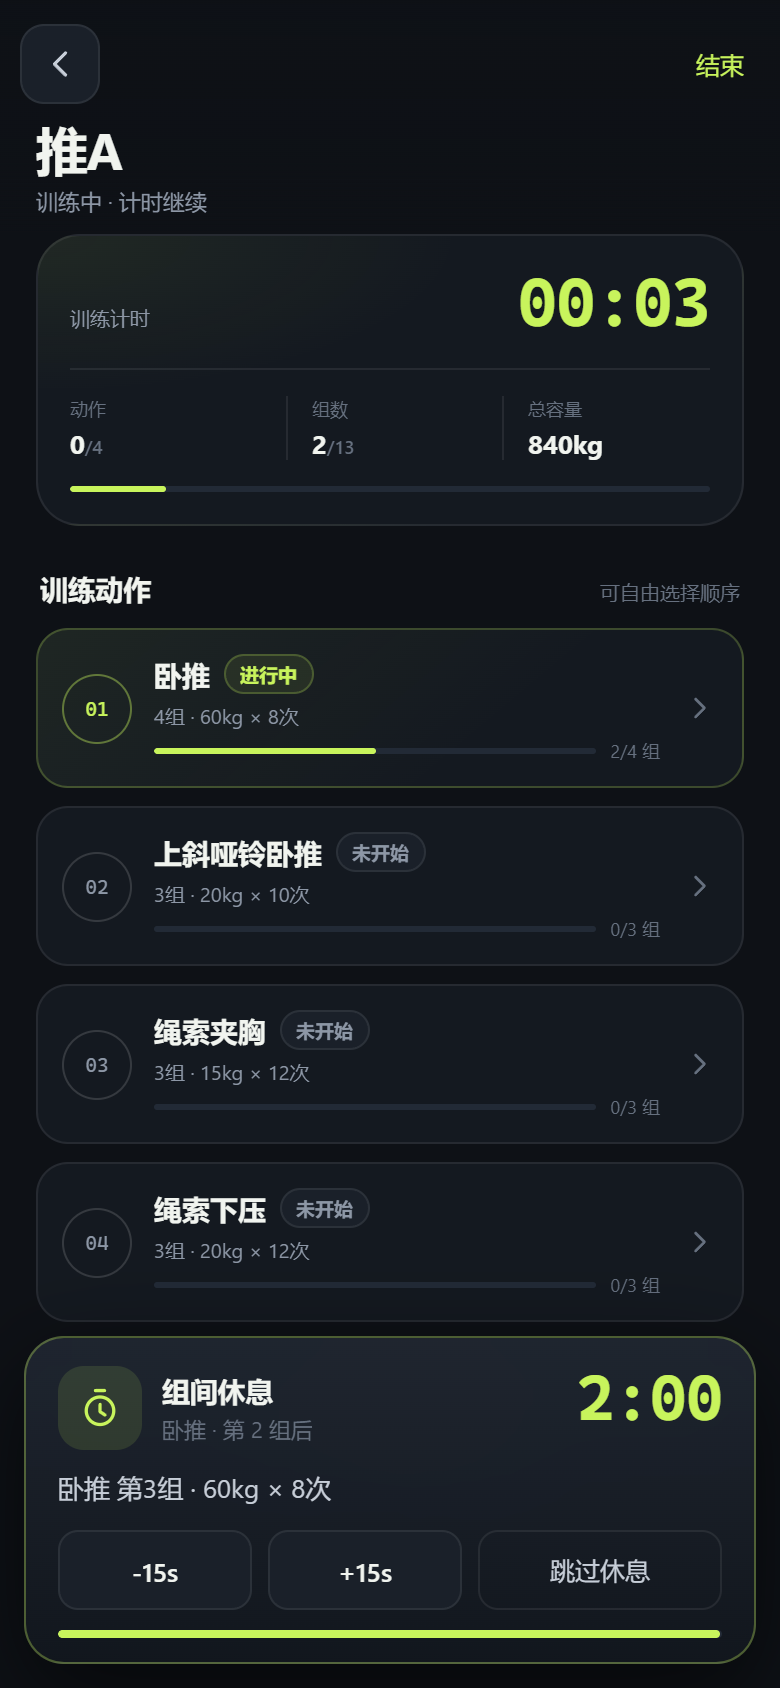 结束
推A
训练中 · 计时继续
训练计时
00:03
动作
0/4
组数
2/13
总容量
840kg
训练动作
可自由选择顺序
01
卧推
进行中
4组 · 60kg × 8次
2/4 组
02
上斜哑铃卧推
未开始
3组 · 20kg × 10次
0/3 组
03
绳索夹胸
未开始
3组 · 15kg × 12次
0/3 组
04
绳索下压
未开始
3组 · 20kg × 12次
0/3 组
组间休息
2:00
卧推 · 第 2 组后
卧推 第3组 · 60kg × 8次
-15s
+15s
跳过休息